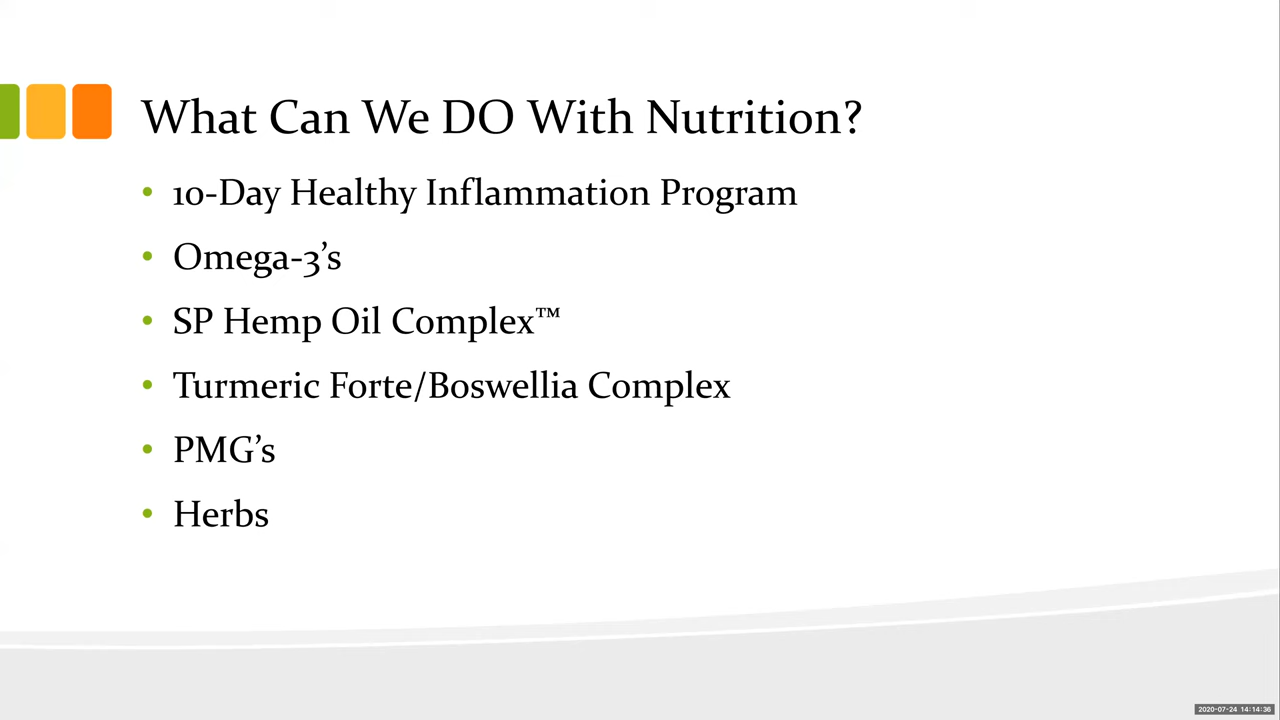 What Can We DO With Nutrition?
• 10-Day Healthy Inflammation Program
• Omega-3’s
• SP Hemp Oil Complex™
• Turmeric Forte/Boswellia Complex
• PMG’s
• Herbs
2020-07-24 14:14:36